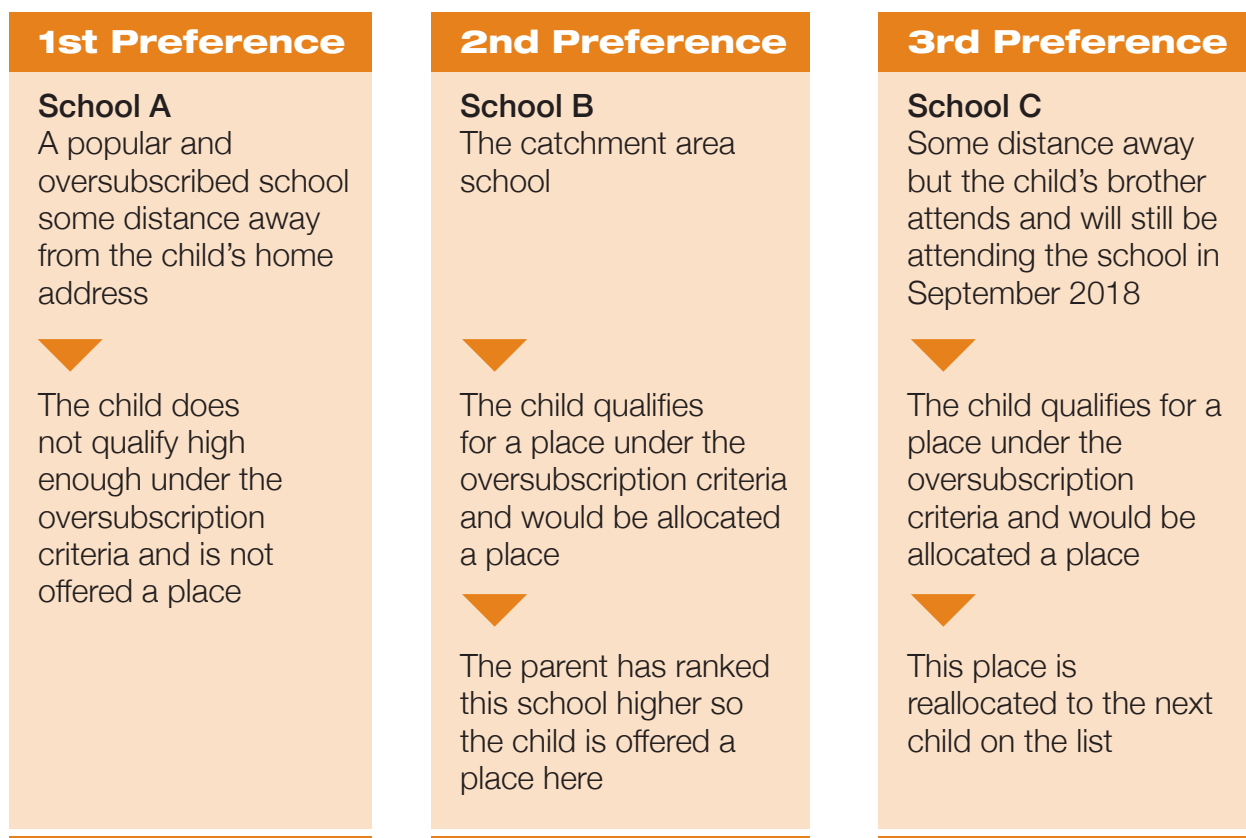 1st Preference
School A
A popular and
oversubscribed school
some distance away
from the child's home
address
The child does
not qualify high
enough under the
oversubscription
criteria and is not
offered a place
2nd Preference
School B
The catchment area
school
The child qualifies
for a place under the
oversubscription criteria
and would be allocated
a place
The parent has ranked
this school higher so
the child is offered a
place here
3rd Preference
School C
Some distance away
but the child's brother
attends and will still be
attending the school in
September 2018
The child qualifies for a
place under the
oversubscription
criteria and would be
allocated a place
This place is
reallocated to the next
child on the list